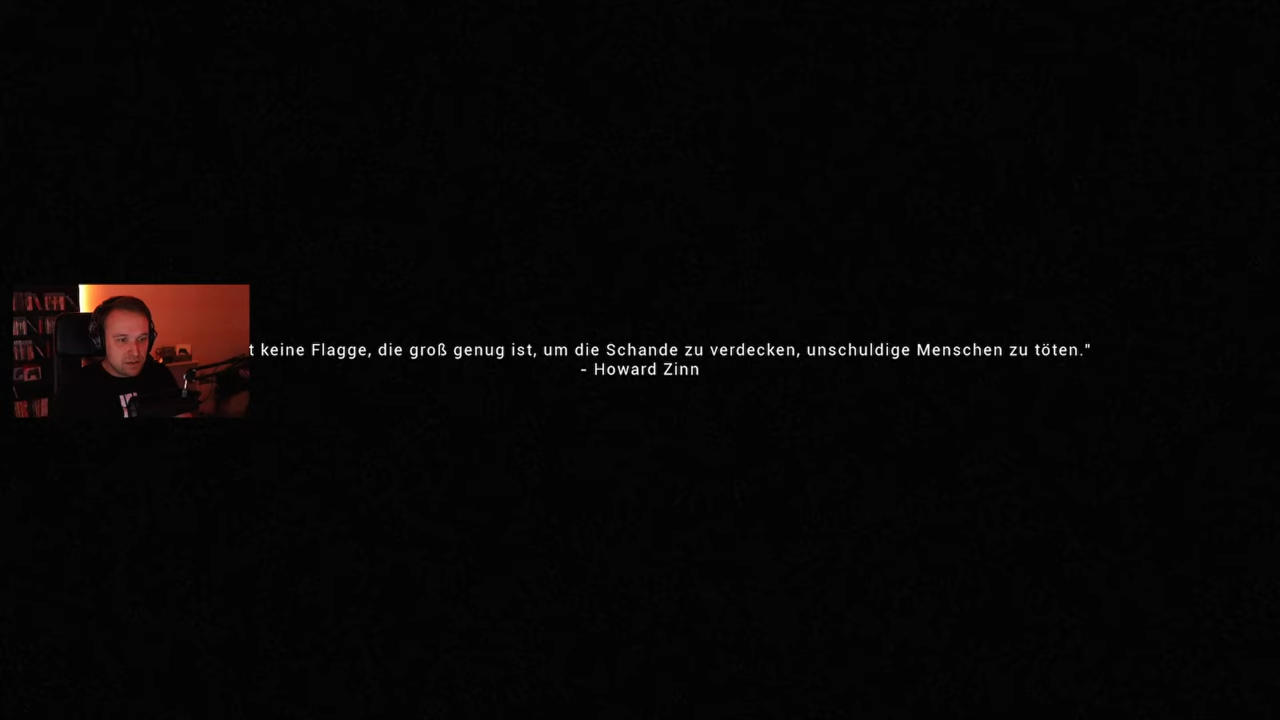 keine Flagge, die groß genug ist, um die Schande zu verdecken, unschuldige Menschen zu töten."
- Howard Zinn